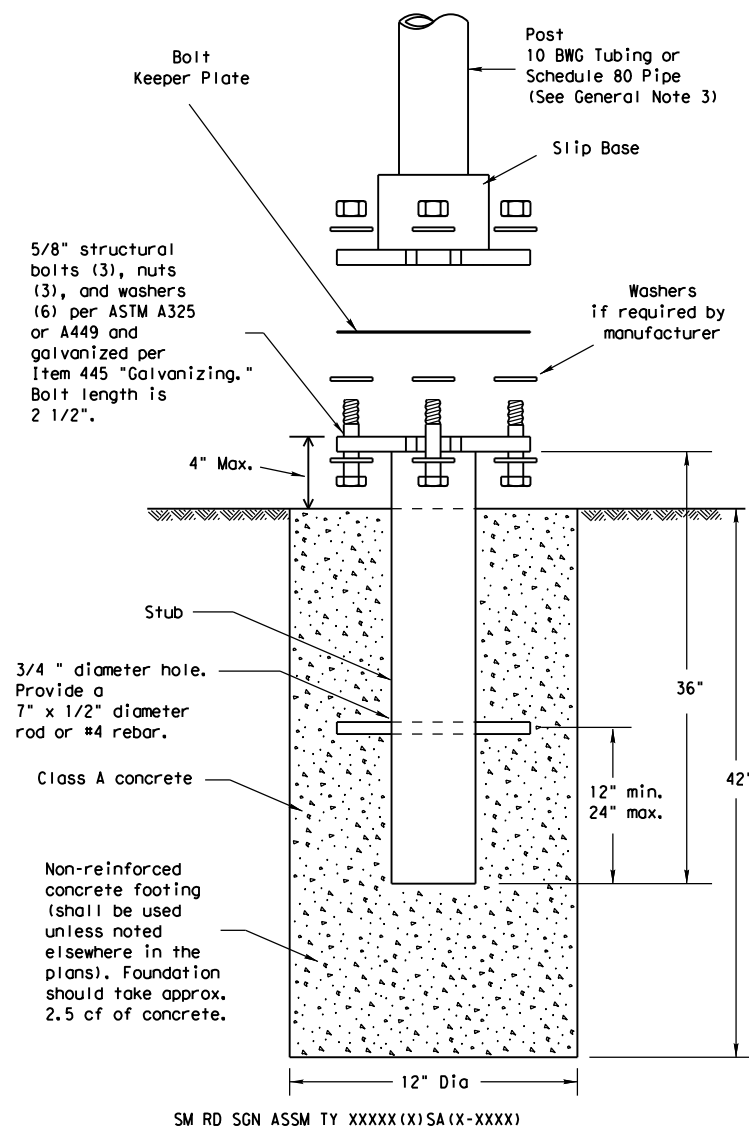 Bolt
Keeper Plate
Post
10 BWG Tubing or
Schedule 80 Pipe
(See General Note 3)
Slip Base
5/8" structural
bolts (3), nuts
(3), and washers
(6) per ASTM A325
or A449 and
galvanized per
Item 445 "Galvanizing."
Bolt length is
2 1/2".
Washers
if required by
manufacturer
4" Max.
Stub
3/4 " diameter hole.
Provide a
7" x 1/2" diameter
rod or #4 rebar.
36"
Class A concrete
12" min.
24" max.
42"
Non-reinforced
concrete footing
(shall be used
unless noted
elsewhere in the
plans). Foundation
should take approx.
2.5 cf of concrete.
12" Dia
SM RD SGN ASSM TY XXXXX(X)SA(X-XXXX)